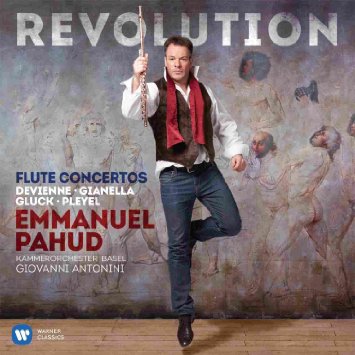 REVOLUTION
FLUTE CONCERTOS
DEVIENNE · GIANELLA
GLUCK · PLEYEL
EMMANUEL
PAHUD
KAMMERORCHESTER BASEL
GIOVANNI ANTONINI
WARNER
CLASSICS